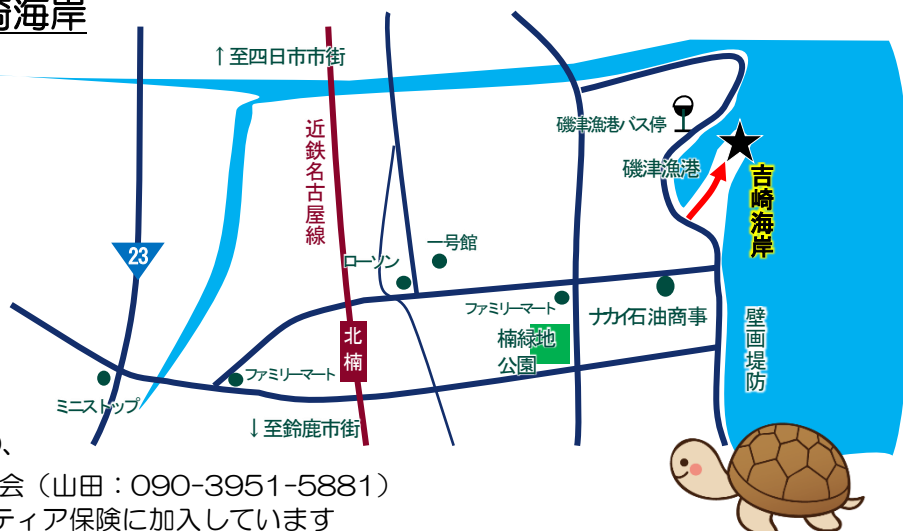 崎海岸
↑至四日市市街
近鉄名古屋線
磯津漁港バス停
磯津漁港
吉崎海岸
23
一号館
ローソン
ファミリーマート
ナカイ石油商事
北楠
楠緑地
公園
壁画堤防
ファミリーマート
ミニストップ
↓至鈴鹿市街
、
会（山田：090-3951-5881）
ティア保険に加入しています